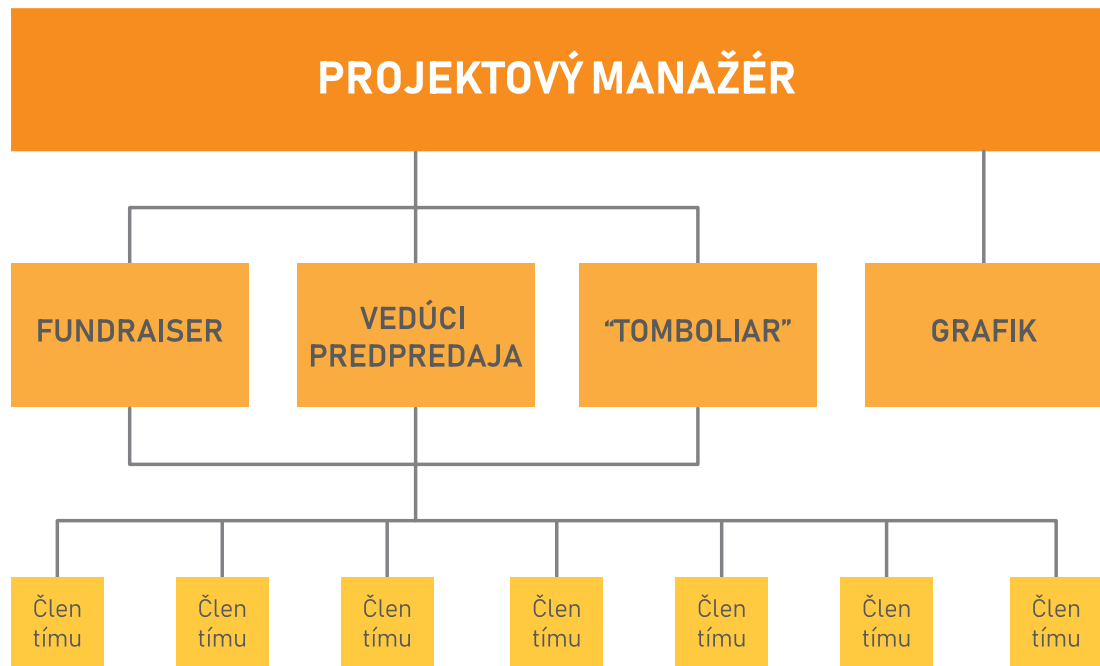 PROJEKTOVÝ MANAŽÉR
FUNDRAISER
VEDÚCI
PREDPREDAJA
“TOMBOLIAR”
GRAFIK
Člen
tímu
Člen
tímu
Člen
tímu
Člen
tímu
Člen
tímu
Člen
tímu
Člen
tímu